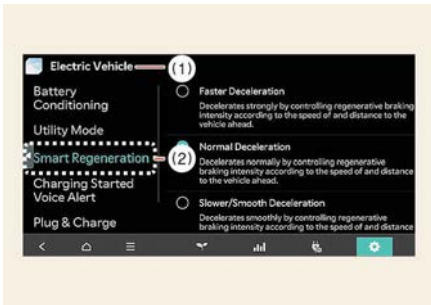 Electric Vehicle
(1)
Battery
Conditioning
Utility Mode
Smart Regeneration
(2)
Charging Started
Voice Alert
Plug & Charge
Faster Deceleration
Decelerates strongly by controlling regenerative braking
intensity according to the speed of and distance to the
vehicle ahead.
Normal Deceleration
Decelerates normally by controlling regenerative
braking intensity according to the speed of and distance
to the vehicle ahead.
Slower/Smooth Deceleration
Decelerates smoothly by controlling regenerative
braking intensity according to the speed of and distance